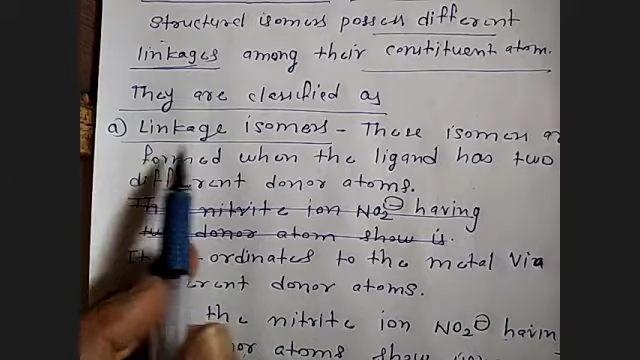 Structural isomers possess different
linkages among their constituent atom.
They are classified as
a) Linkage isomers - These isomers
formed when the ligand has two
different donor atoms.
The nitrite ion NO₂⊖ having
two donor atom show is.
It ordinates to the metal via
donor atoms.
the nitrite ion NO₂⊖
atoms show